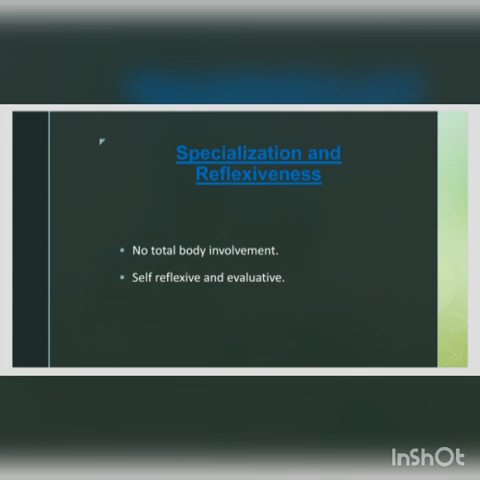 Specialization and
Reflexiveness
No total body involvement.
Self reflexive and evaluative.
InShOt